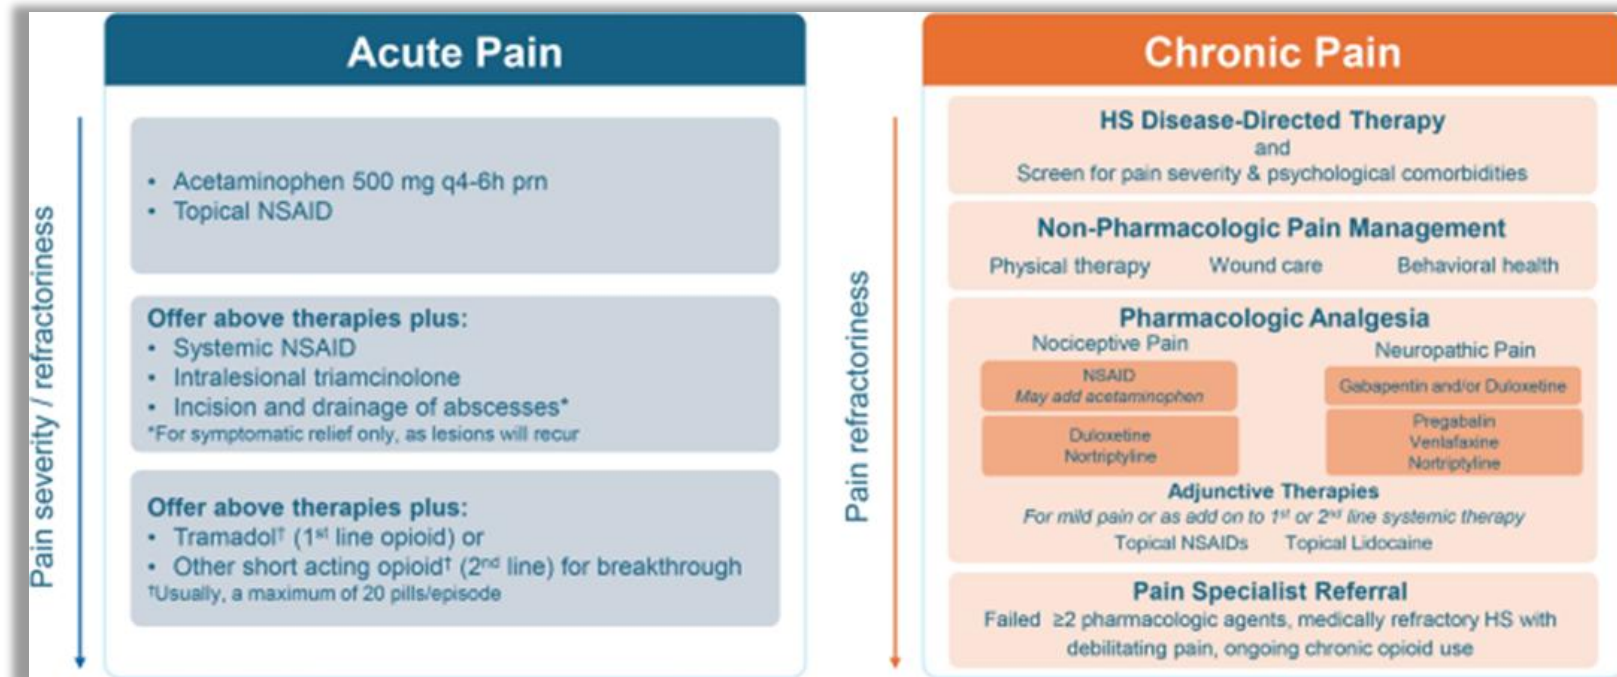 Acute Pain
Pain severity / refractoriness
• Acetaminophen 500 mg q4-6h prn
• Topical NSAID
Offer above therapies plus:
• Systemic NSAID
• Intralesional triamcinolone
• Incision and drainage of abscesses*
*For symptomatic relief only, as lesions will recur
Offer above therapies plus:
• Tramadol† (1st line opioid) or
• Other short acting opioid† (2nd line) for breakthrough
†Usually, a maximum of 20 pills/episode
Chronic Pain
Pain refractoriness
HS Disease-Directed Therapy
and
Screen for pain severity & psychological comorbidities
Non-Pharmacologic Pain Management
Physical therapy Wound care Behavioral health
Pharmacologic Analgesia
Nociceptive Pain
NSAID
May add acetaminophen
Duloxetine
Nortriptyline
Neuropathic Pain
Gabapentin and/or Duloxetine
Pregabalin
Venlafaxine
Nortriptyline
Adjunctive Therapies
For mild pain or as add on to 1st or 2nd line systemic therapy
Topical NSAIDs Topical Lidocaine
Pain Specialist Referral
Failed ≥2 pharmacologic agents, medically refractory HS with
debilitating pain, ongoing chronic opioid use